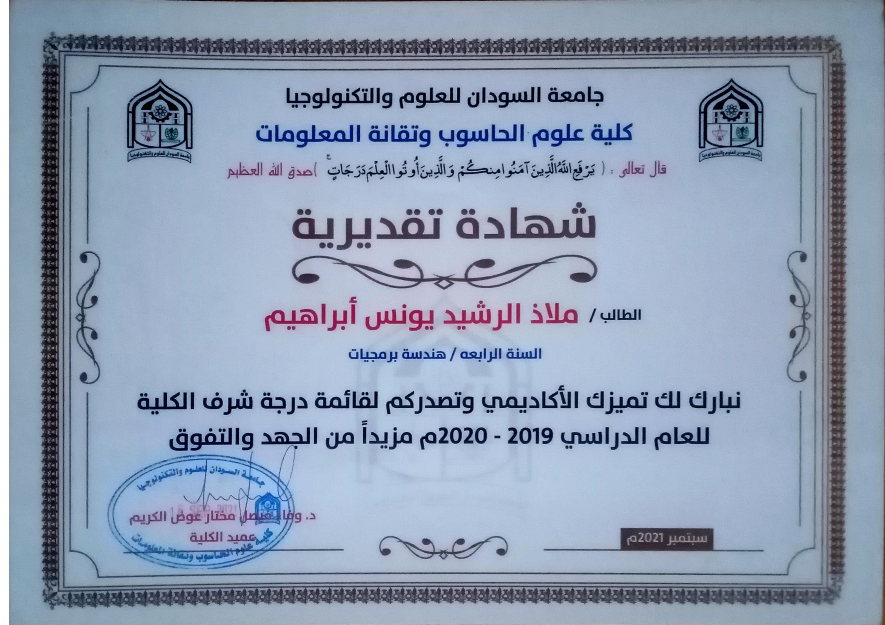 جامعة السودان للعلوم والتكنولوجيا
كلية علوم الحاسوب وتقانة المعلومات
قال تعالى : ( يَرْفَعِ اللَّهُ الَّذِينَ آمَنُوا مِنكُمْ وَالَّذِينَ أُوتُوا الْعِلْمَ دَرَجَاتٍ ۚ ) صدق الله العظيم
شهادة تقديرية
الطالب / ملاذ الرشيد يونس أبراهيم
السنة الرابعه / هندسة برمجيات
نبارك لك تميزك الأكاديمي وتصدركم لقائمة درجة شرف الكلية
للعام الدراسي 2019 - 2020م مزيداً من الجهد والتفوق
جامعة السودان للعلوم والتكنولوجيا
SEP 2021
د. وفاء فيصل مختار عوض الكريم
عميد الكلية
كلية علوم الحاسوب وتقانة المعلومات
سبتمبر 2021م